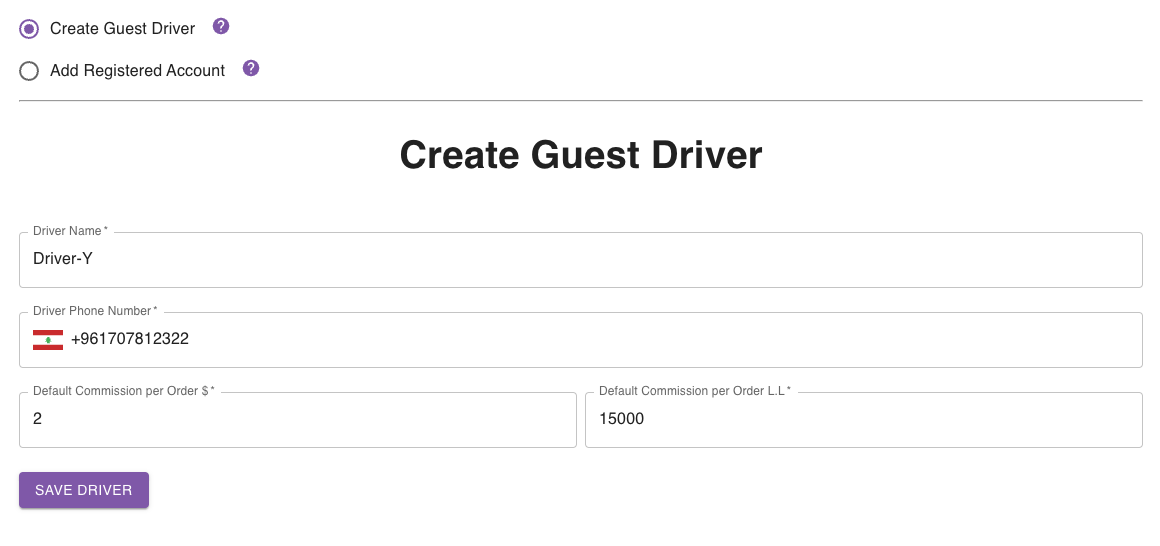 Create Guest Driver ?
Add Registered Account ?
Create Guest Driver
Driver Name *
Driver-Y
Driver Phone Number *
+961707812322
Default Commission per Order $ *
2
Default Commission per Order L.L *
15000
SAVE DRIVER